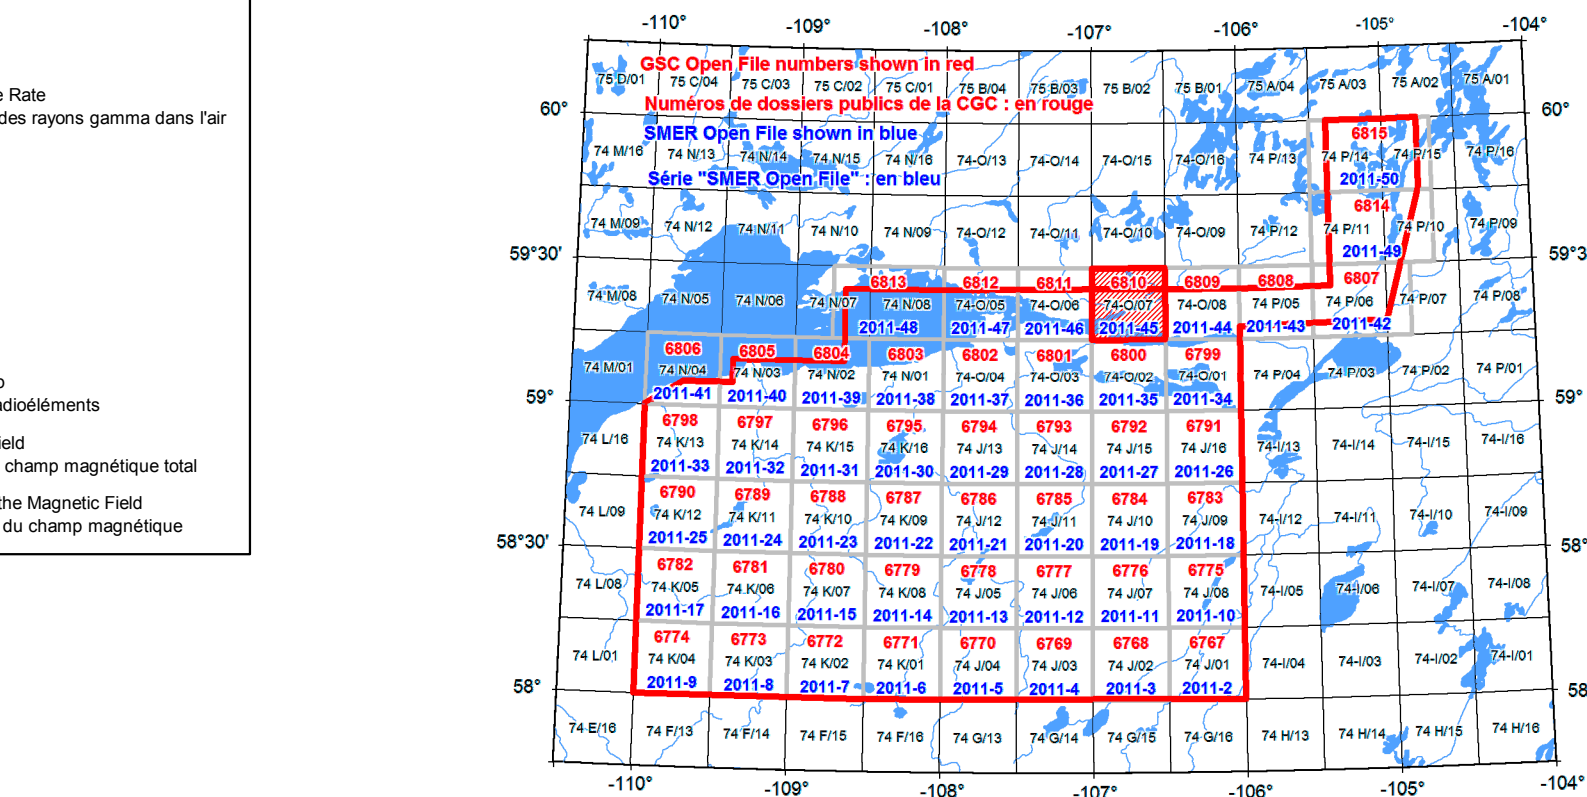 -110° -109° -108° -107° -106° -105° -104°
GSC Open File numbers shown in red
75 D/01 75 C/04 75 C/03 75 C/02 75 C/01 75 B/04 75 B/03 75 B/02 75 B/01 75 A/04 75 A/03 75 A/02 75 A/01
e Rate
des rayons gamma dans l'air
Numéros de dossiers publics de la CGC : en rouge
60° 60°
SMER Open File shown in blue
6815
74 M/16 74 N/13 74 N/14 74 N/15 74 N/16 74-O/13 74-O/14 74-O/15 74-O/16 74 P/13 74 P/14 74 P/15 74 P/16
Série "SMER Open File" : en bleu
2011-50
6814
74 M/09 74 N/12 74 N/11 74 N/10 74 N/09 74-O/12 74-O/11 74-O/10 74-O/09 74 P/12 74 P/11 74 P/10 74 P/09
2011-49
59°30' 59°3
6813 6812 6811 6810 6809 6808 6807
74 M/08 74 N/05 74 N/06 74 N/07 74 N/08 74-O/05 74-O/06 74-O/07 74-O/08 74 P/05 74 P/06 74 P/07 74 P/08
2011-48 2011-47 2011-46 2011-45 2011-44 2011-43 2011-42
6806 6805 6804 6803 6802 6801 6800 6799
74 M/01 74 N/04 74 N/03 74 N/02 74 N/01 74-O/04 74-O/03 74-O/02 74-O/01 74 P/04 74 P/03 74 P/02 74 P/01
o
2011-41 2011-40 2011-39 2011-38 2011-37 2011-36 2011-35 2011-34
59° 59°
adioéléments
6798 6797 6796 6795 6794 6793 6792 6791
ield
74 L/16 74 K/13 74 K/14 74 K/15 74 K/16 74 J/13 74 J/14 74 J/15 74 J/16 74-I/13 74-I/14 74-I/15 74-I/16
champ magnétique total
2011-33 2011-32 2011-31 2011-30 2011-29 2011-28 2011-27 2011-26
6790 6789 6788 6787 6786 6785 6784 6783
the Magnetic Field
74 L/09 74 K/12 74 K/11 74 K/10 74 K/09 74 J/12 74 J/11 74 J/10 74 J/09 74-I/12 74-I/11 74-I/10 74-I/09
du champ magnétique
2011-25 2011-24 2011-23 2011-22 2011-21 2011-20 2011-19 2011-18
58°30' 58°
6782 6781 6780 6779 6778 6777 6776 6775
74 L/08 74 K/05 74 K/06 74 K/07 74 K/08 74 J/05 74 J/06 74 J/07 74 J/08 74-I/05 74-I/06 74-I/07 74-I/08
2011-17 2011-16 2011-15 2011-14 2011-13 2011-12 2011-11 2011-10
6774 6773 6772 6771 6770 6769 6768 6767
74 L/01 74 K/04 74 K/03 74 K/02 74 K/01 74 J/04 74 J/03 74 J/02 74 J/01 74-I/04 74-I/03 74-I/02 74-I/01
2011-9 2011-8 2011-7 2011-6 2011-5 2011-4 2011-3 2011-2
58° 58
74 E/16 74 F/13 74 F/14 74 F/15 74 F/16 74 G/13 74 G/14 74 G/15 74 G/16 74 H/13 74 H/14 74 H/15 74 H/16
-110° -109° -108° -107° -106° -105° -104°